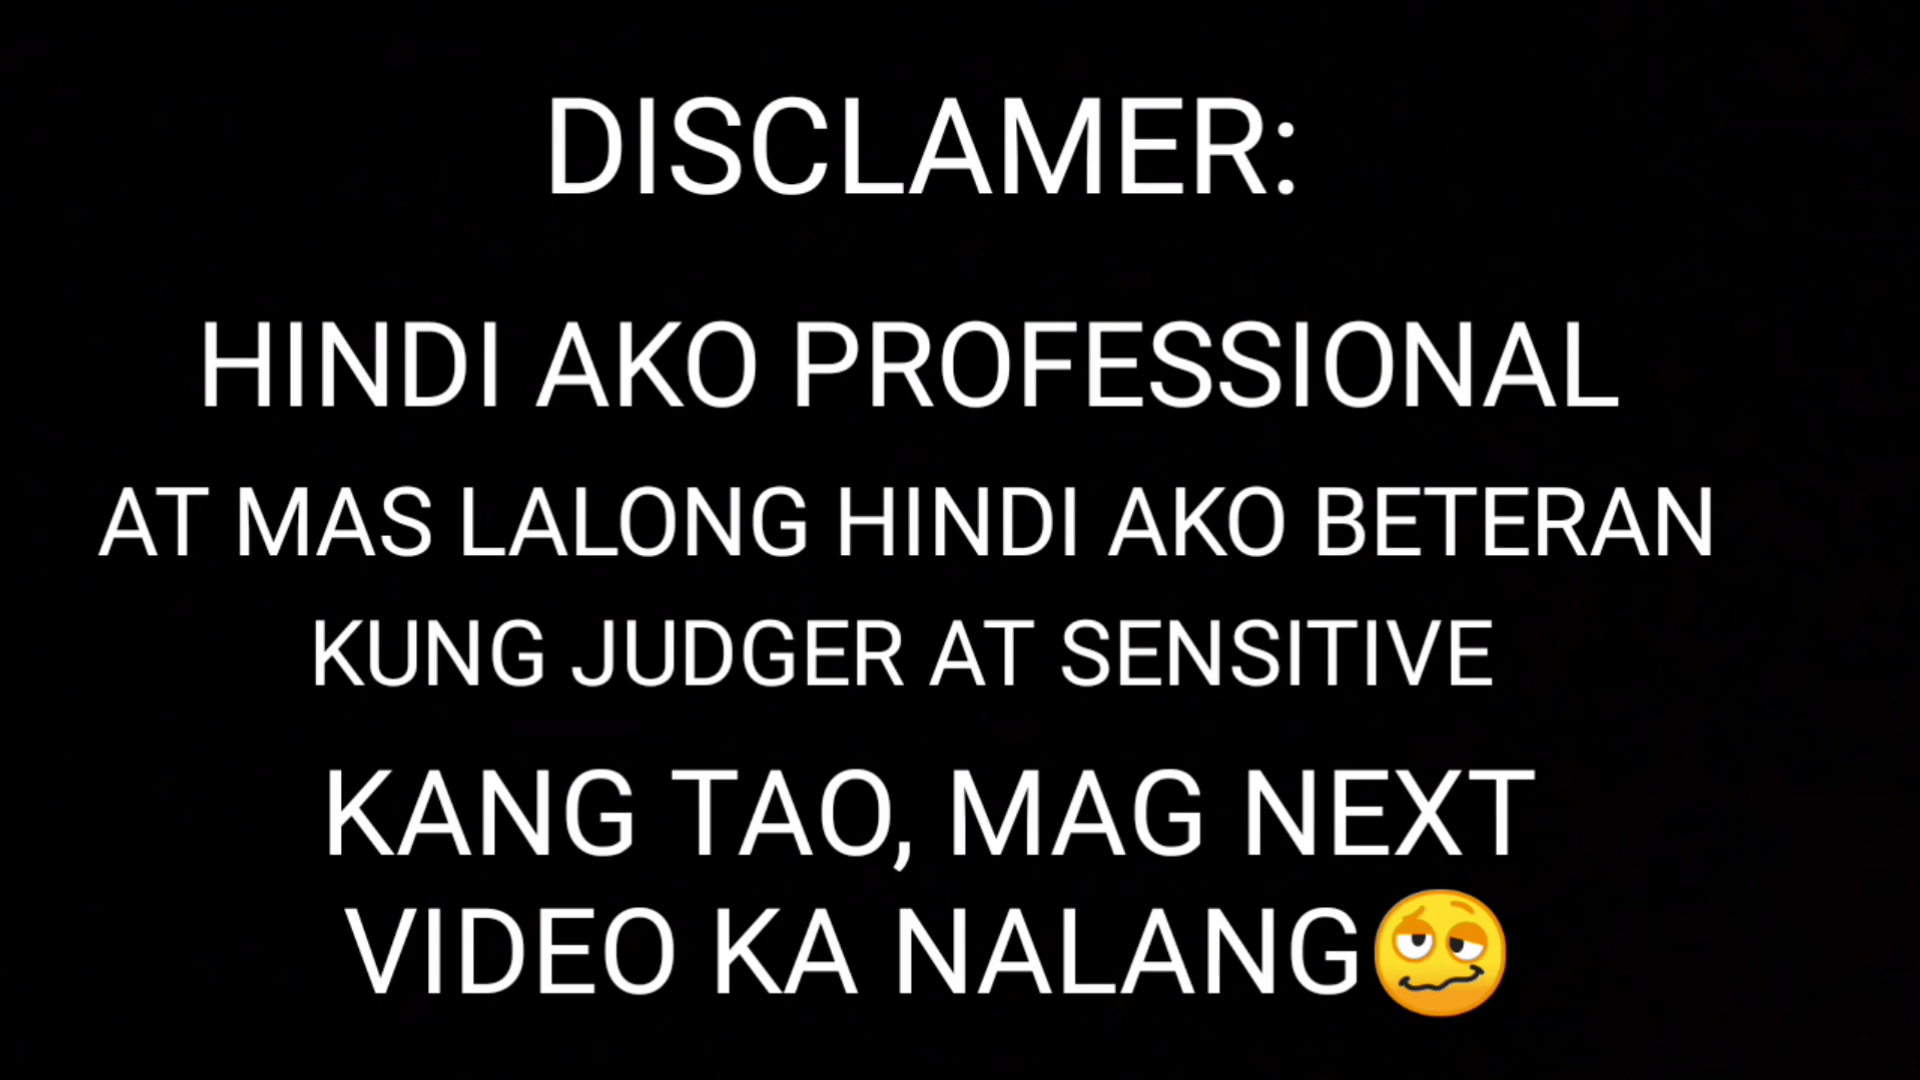 DISCLAMER:
HINDI AKO PROFESSIONAL
AT MAS LALONG HINDI AKO BETERAN
KUNG JUDGER AT SENSITIVE
KANG TAO, MAG NEXT
VIDEO KA NALANG🥴